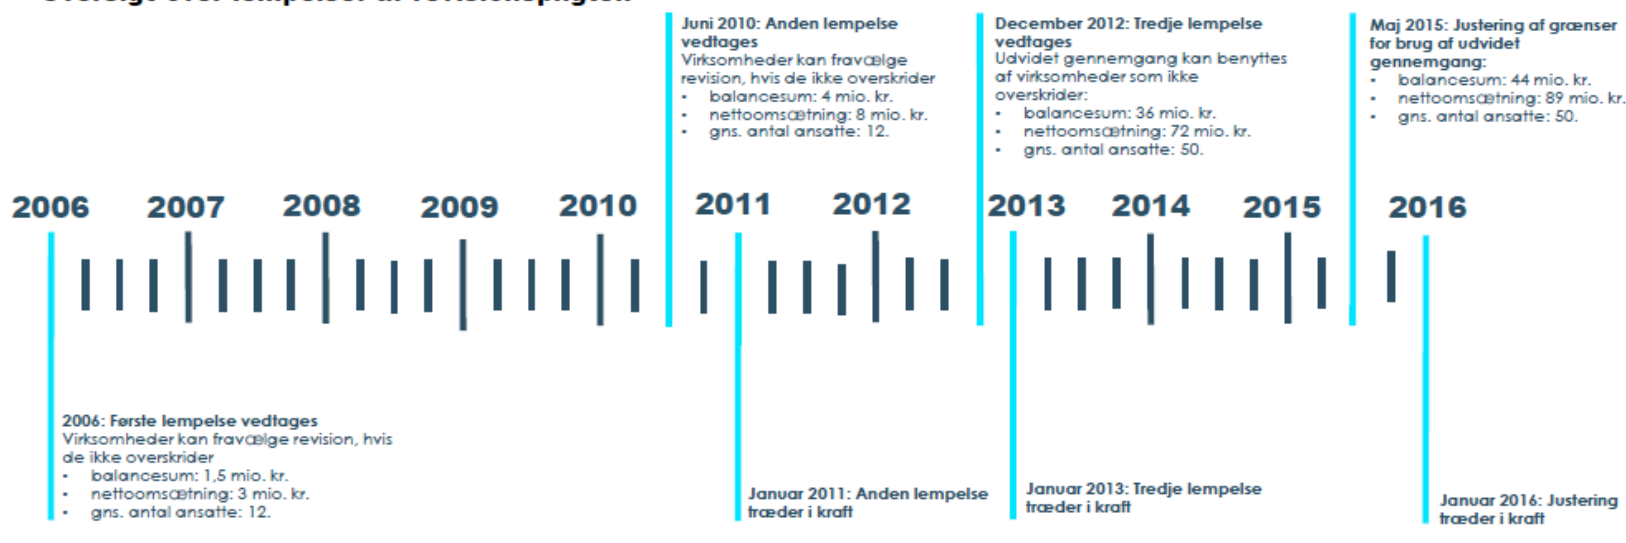 Oversigt over lempelser af revisionspligten
Juni 2010: Anden lempelse
vedtages
Virksomheder kan fravælge
revision, hvis de ikke overskrider
• balancesum: 4 mio. kr.
• nettoomsætning: 8 mio. kr.
• gns. antal ansatte: 12.
December 2012: Tredje lempelse
vedtages
Udvidet gennemgang kan benyttes
af virksomheder som ikke
overskrider:
• balancesum: 36 mio. kr.
• nettoomsætning: 72 mio. kr.
• gns. antal ansatte: 50.
Maj 2015: Justering af grænser
for brug af udvidet
gennemgang:
• balancesum: 44 mio. kr.
• nettoomsætning: 89 mio. kr.
• gns. antal ansatte: 50.
2006 2007 2008 2009 2010 2011 2012 2013 2014 2015 2016
2006: Første lempelse vedtages
Virksomheder kan fravælge revision, hvis
de ikke overskrider
• balancesum: 1,5 mio. kr.
• nettoomsætning: 3 mio. kr.
• gns. antal ansatte: 12.
Januar 2011: Anden lempelse
træder i kraft
Januar 2013: Tredje lempelse
træder i kraft
Januar 2016: Justering
træder i kraft